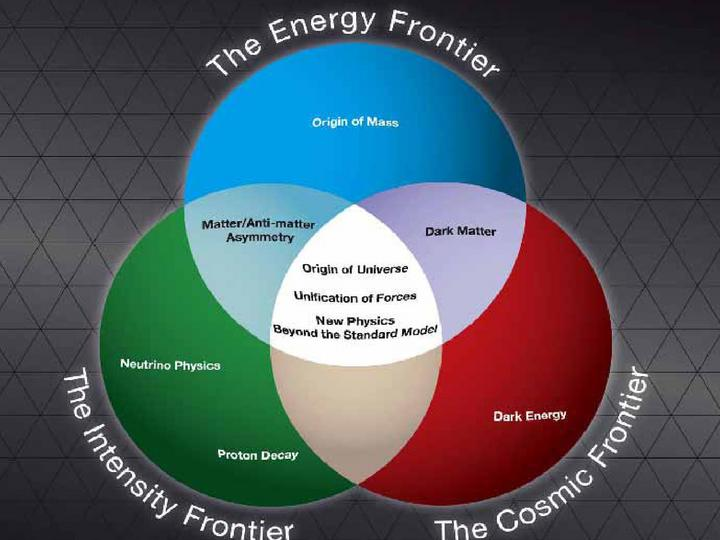 The Energy Frontier
Origin of Mass
Matter/Anti-matter
Asymmetry
Dark Matter
Origin of Universe
Unification of Forces
New Physics
Beyond the Standard Model
Neutrino Physics
Dark Energy
Proton Decay
The Intensity Frontier
The Cosmic Frontier